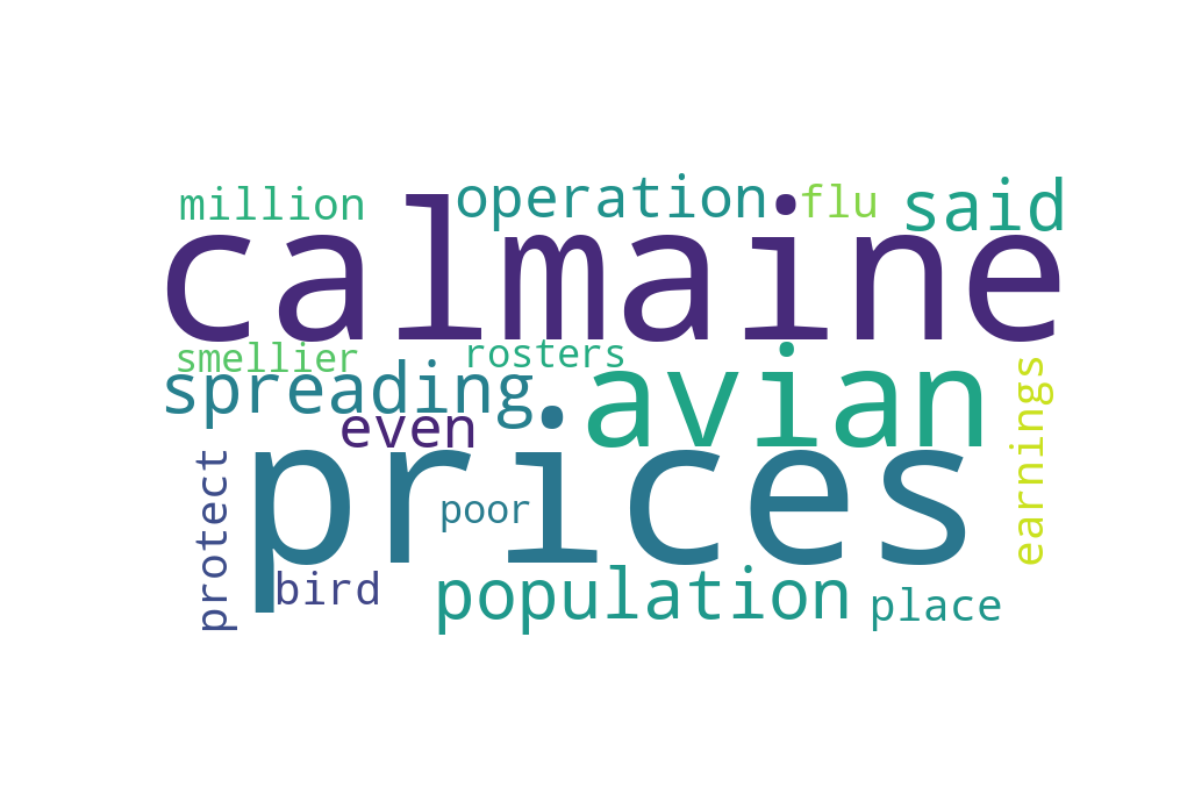 million operation flu said
calmaine
smellier rosters
spreading avian
even
earnings
protect
prices
poor
bird population place